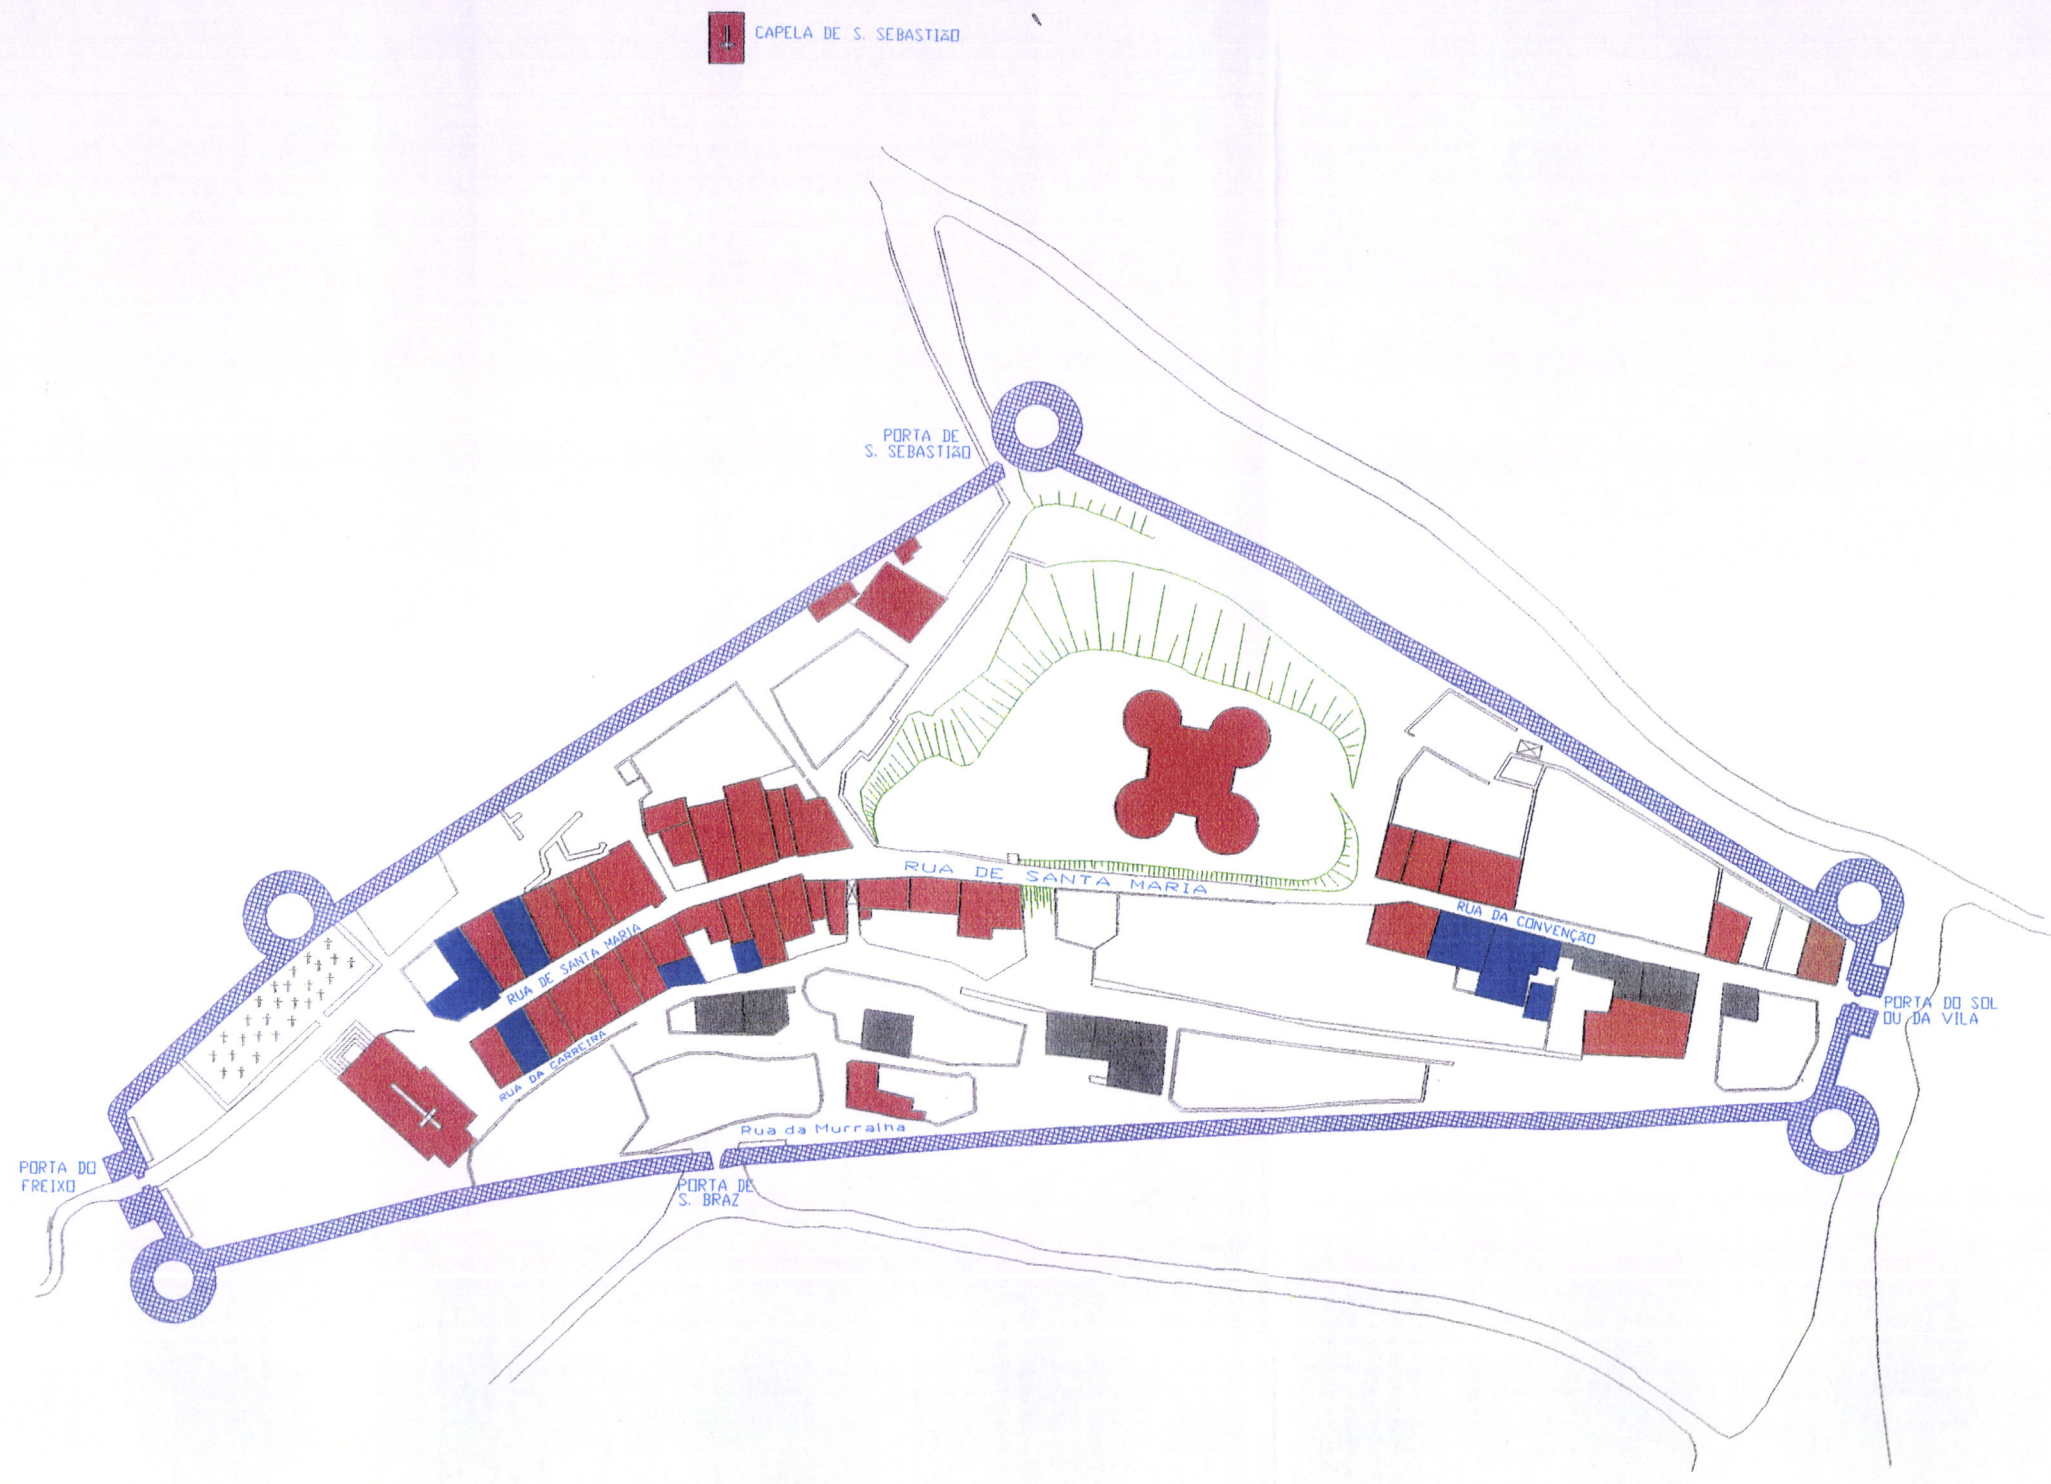 CAPELA DE S. SEBASTIãO
PORTA DE
S. SEBASTIãO
RUA DE SANTA MARIA
RUA DA CONVENÇãO
RUA DE SANTA MARIA
PORTA DO SOL
OU DA VILA
RUA DA CARREIRA
Rua da Murralha
PORTA DO
FREIXO
PORTA DE
S. BRAZ